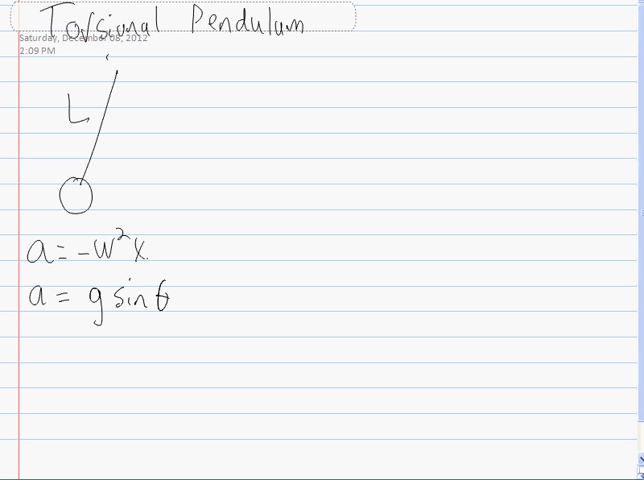 Torsional Pendulum
Saturday, December 08, 2012
2:09 PM
L
a = -w²x
a = g sin θ